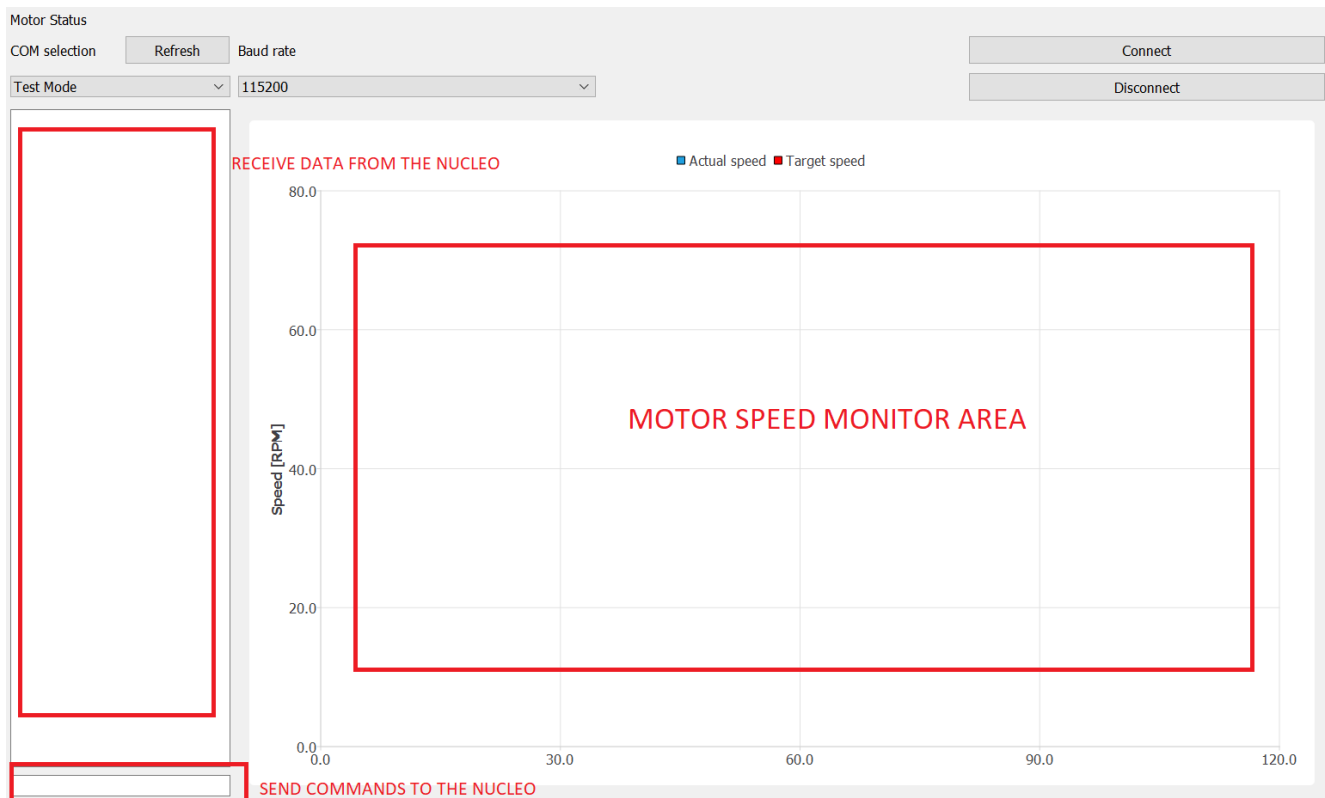 Motor Status
COM selection Refresh Baud rate Connect
Test Mode 115200 Disconnect
RECEIVE DATA FROM THE NUCLEO
Actual speed Target speed
80.0
60.0
MOTOR SPEED MONITOR AREA
Speed [RPM]
40.0
20.0
0.0
0.0 30.0 60.0 90.0 120.0
SEND COMMANDS TO THE NUCLEO